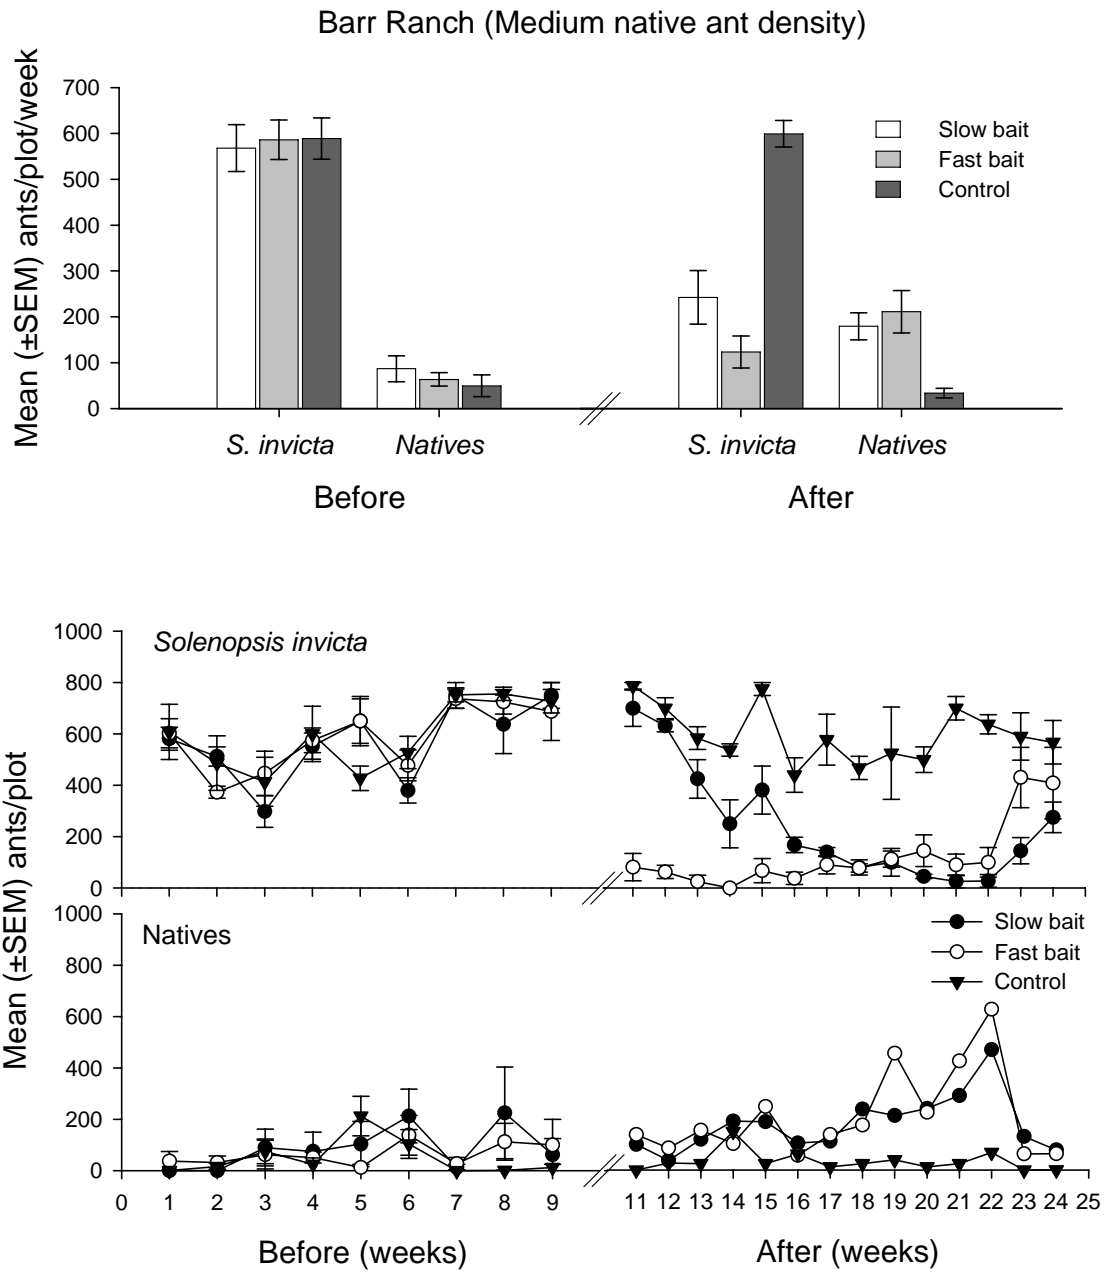 Barr Ranch (Medium native ant density)
Mean (±SEM) ants/plot/week
700
600
500
400
300
200
100
0
Slow bait
Fast bait
Control
S. invicta Natives S. invicta Natives
Before After
Mean (±SEM) ants/plot
1000
800
600
400
200
0
Solenopsis invicta
1000
800
600
400
200
0
Natives
Slow bait
Fast bait
Control
0 1 2 3 4 5 6 7 8 9 11 12 13 14 15 16 17 18 19 20 21 22 23 24 25
Before (weeks) After (weeks)